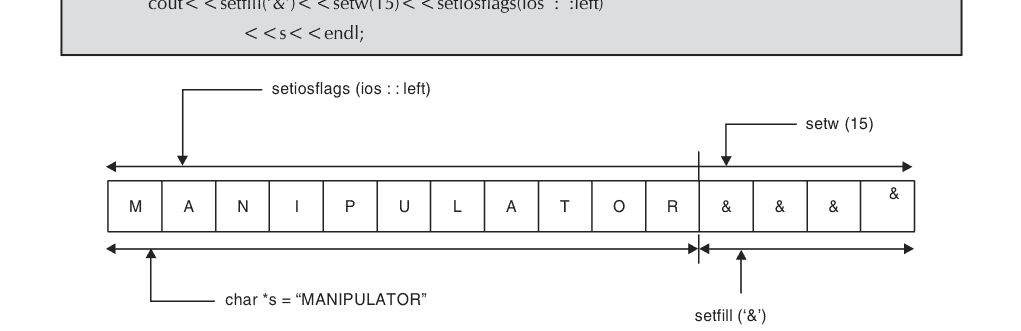 cout< <setfill(‘&’)< <setw(15)< <setiosflags(ios : :left)
< <s< <endl;
setiosflags (ios : : left)
setw (15)
M A N I P U L A T O R & & & &
char *s = “MANIPULATOR”
setfill (‘&’)